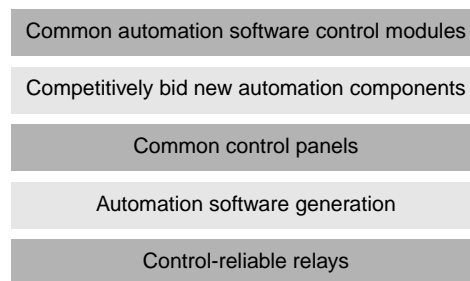 Common automation software control modules
Competitively bid new automation components
Common control panels
Automation software generation
Control-reliable relays